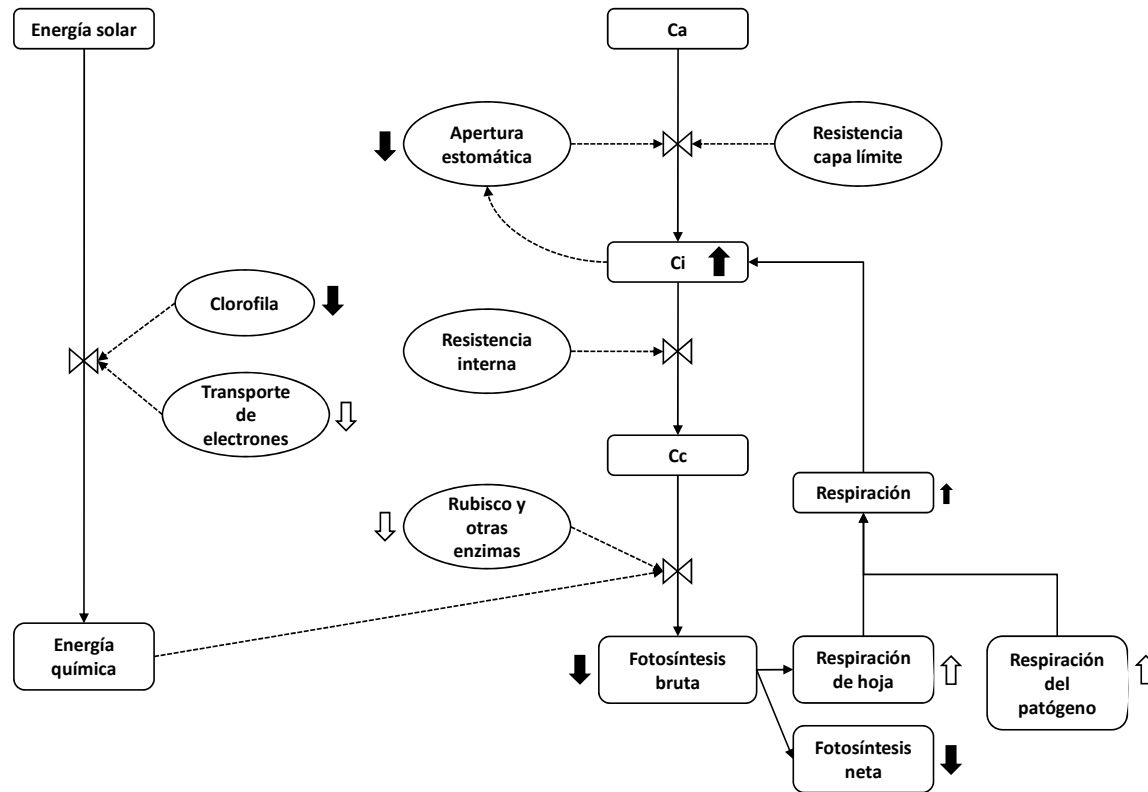 Energía solar
Ca
Apertura
estomática
Resistencia
capa límite
Ci
Clorofila
Resistencia
interna
Transporte
de
electrones
Cc
Respiración
Rubisco y
otras
enzimas
Energía
química
Fotosíntesis
bruta
Respiración
de hoja
Respiración
del
patógeno
Fotosíntesis
neta